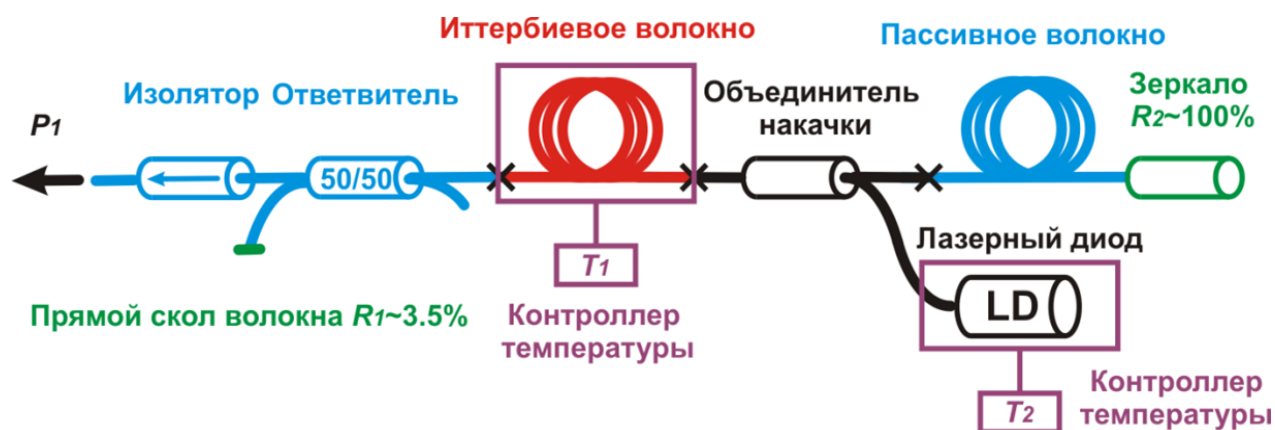 Иттербиевое волокно
Пассивное волокно
Изолятор Ответвитель
Объединитель
накачки
Зеркало
R2~100%
P1
50/50
Лазерный диод
T1
LD
Прямой скол волокна R1~3.5%
Контроллер
температуры
Контроллер
температуры
T2